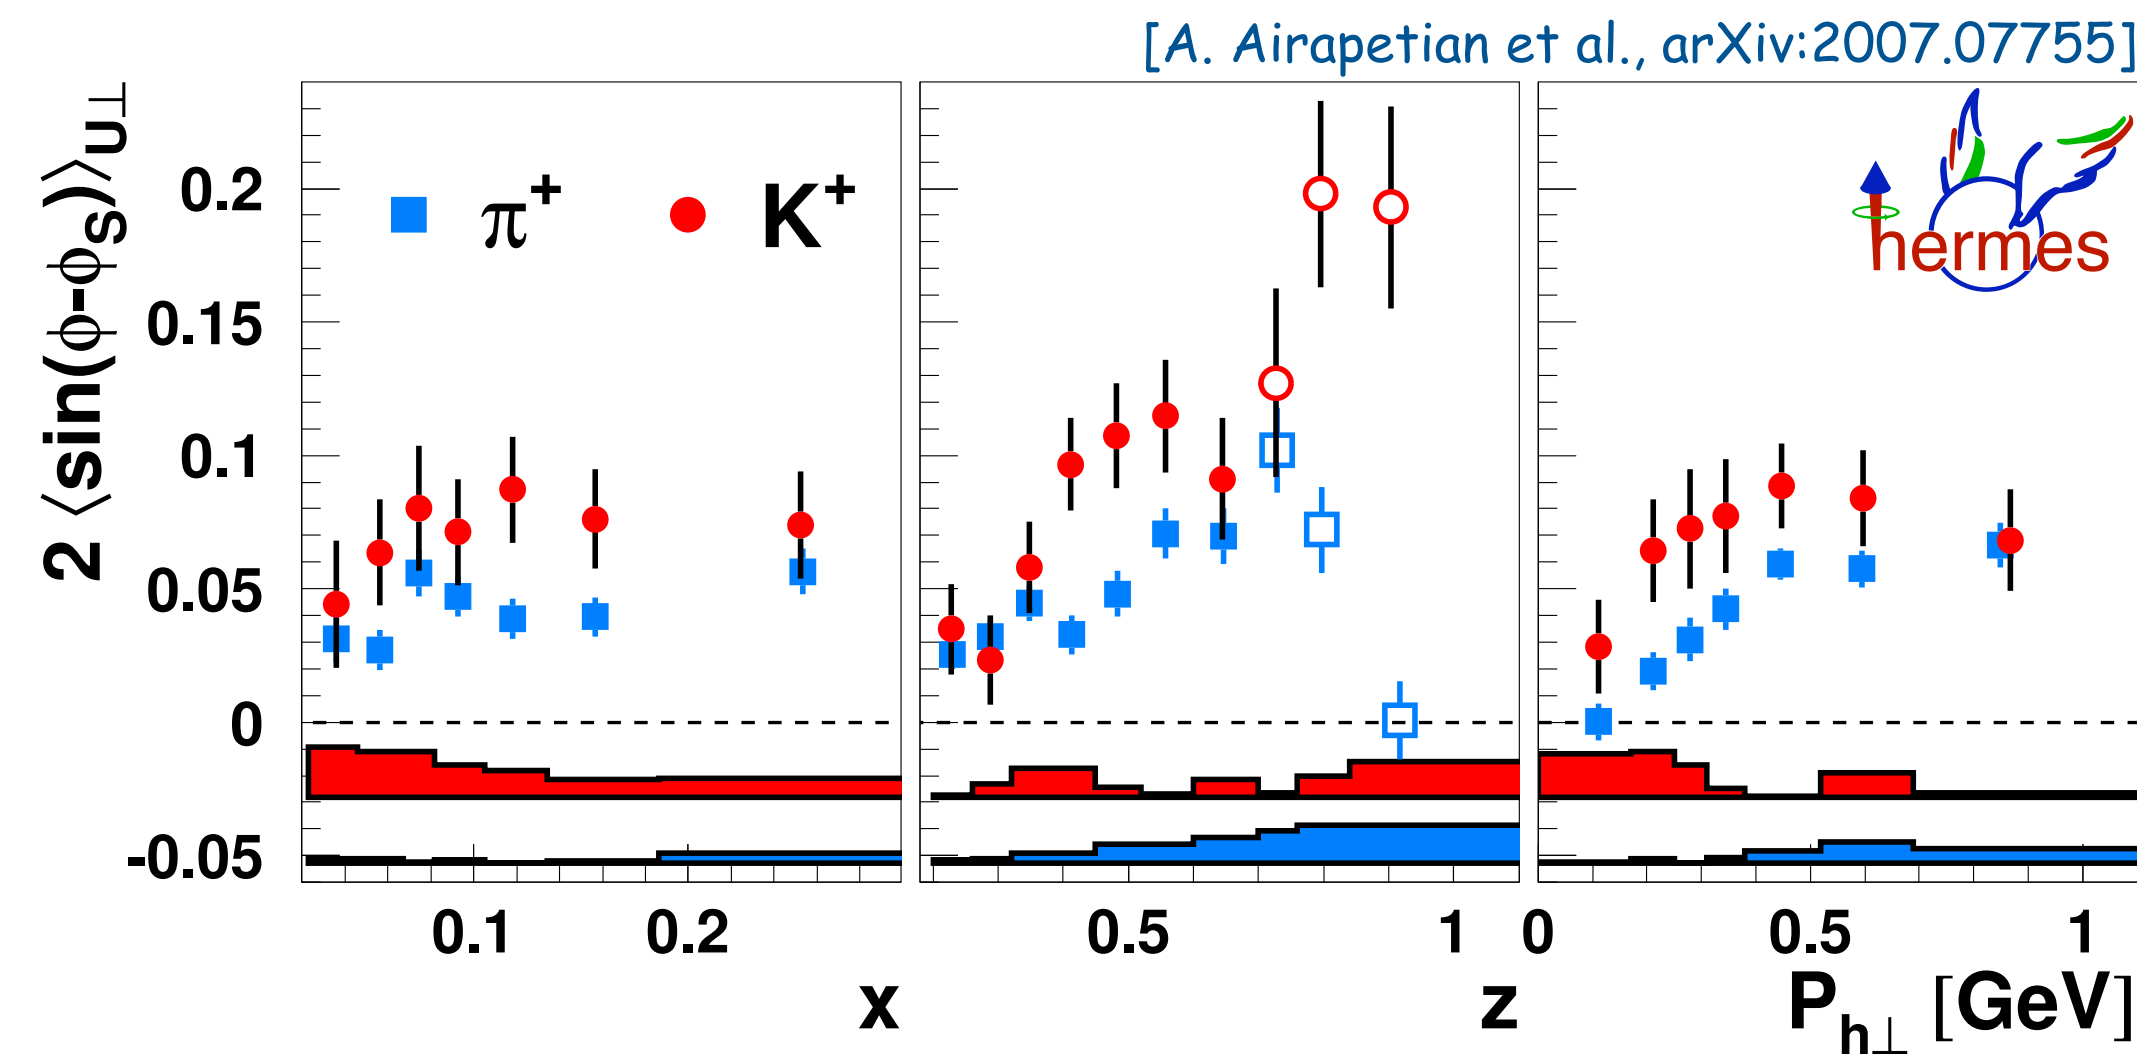 [A. Airapetian et al., arXiv:2007.07755]
2 ⟨sin(ϕ-ϕS)⟩U⊥
π+ K+
hermes
0.2
0.15
0.1
0.05
0
-0.05
0.1 0.2 0.5 1 0 0.5 1
x z Ph⊥ [GeV]